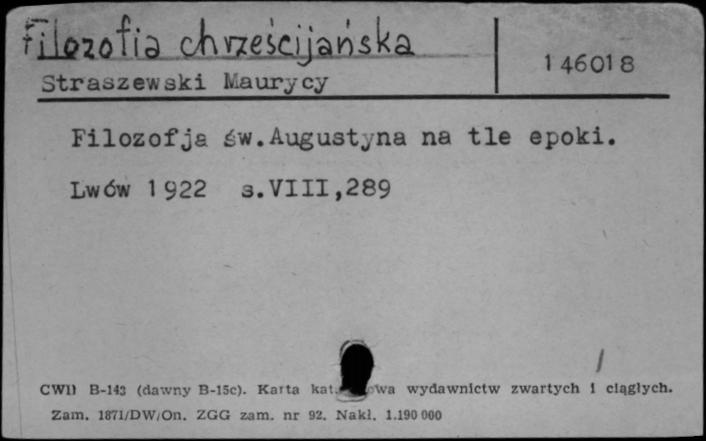 Filozofia chrześcijańska
146018
Straszewski Maurycy
Filozofja św.Augustyna na tle epoki.
Lwów 1922 s.VIII,289
CWD B-143 (dawny B-15c). Karta wydawnictw zwartych i ciągłych.
Zam. 1871/DW/On. ZGG zam. nr 92. Nakł. 1.190 000